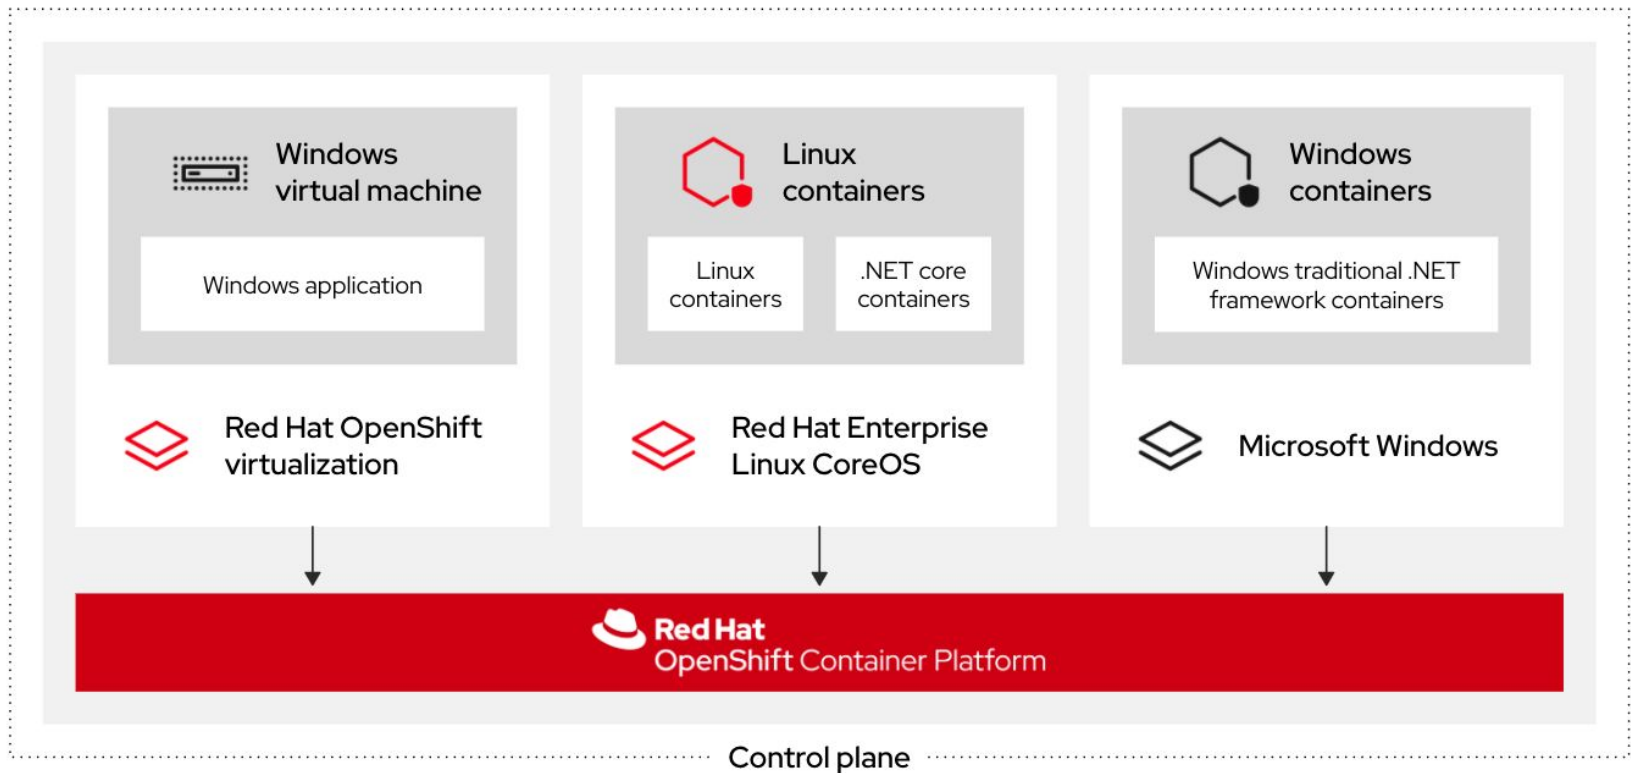 Windows
virtual machine
Windows application
Red Hat OpenShift
virtualization
Linux
containers
Linux
containers
.NET core
containers
Red Hat Enterprise
Linux CoreOS
Windows
containers
Windows traditional .NET
framework containers
Microsoft Windows
Red Hat
OpenShift Container Platform
Control plane